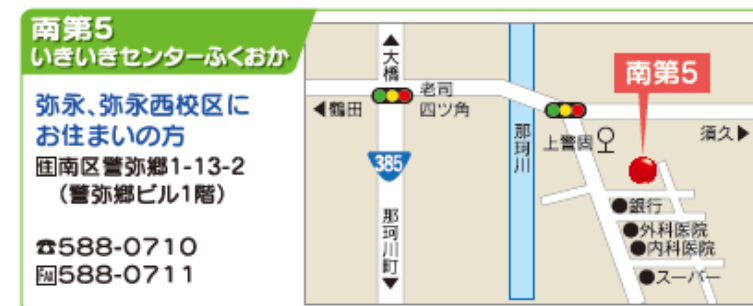 南第5
いきいきセンターふくおか
弥永、弥永西校区に
お住まいの方
住南区警弥郷1-13-2
(警弥郷ビル1階)
☎588-0710
FAX588-0711
▲大橋
老司
四ツ角
◀鶴田
385
那珂川町▼
那珂川
上警固
南第5
須久▶
●銀行
●外科医院
●内科医院
●スーパー